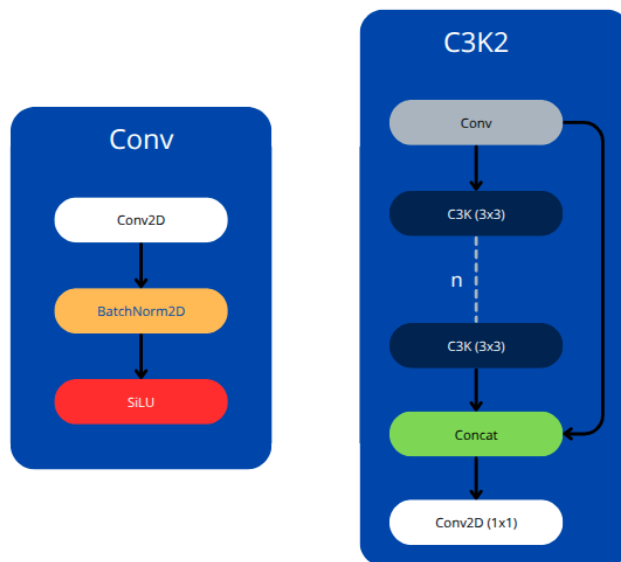 Conv
Conv2D
BatchNorm2D
SiLU
C3K2
Conv
C3K (3x3)
n
C3K (3x3)
Concat
Conv2D (1x1)